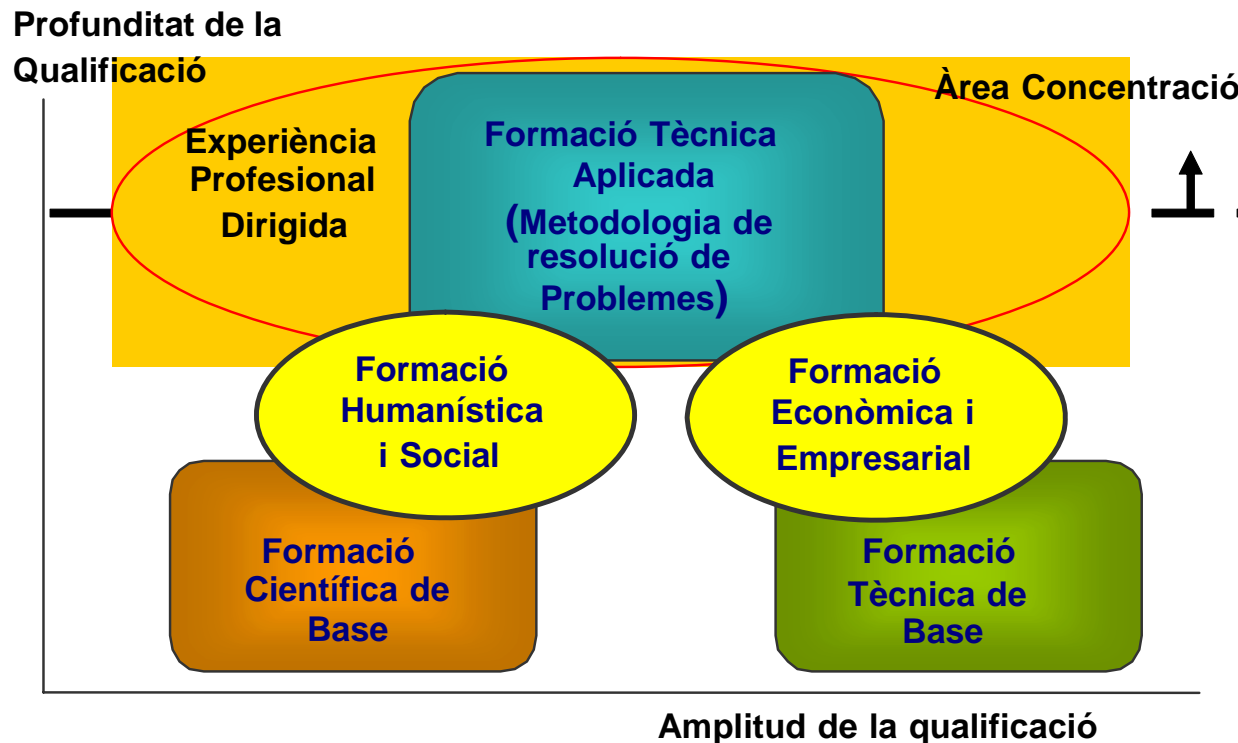 Profunditat de la
Qualificació
Àrea Concentració
Experiència
Profesional
Dirigida
Formació Tècnica
Aplicada
(Metodologia de
resolució de
Problemes)
Formació
Humanística
i Social
Formació
Econòmica i
Empresarial
Formació
Científica de
Base
Formació
Tècnica de
Base
Amplitud de la qualificació